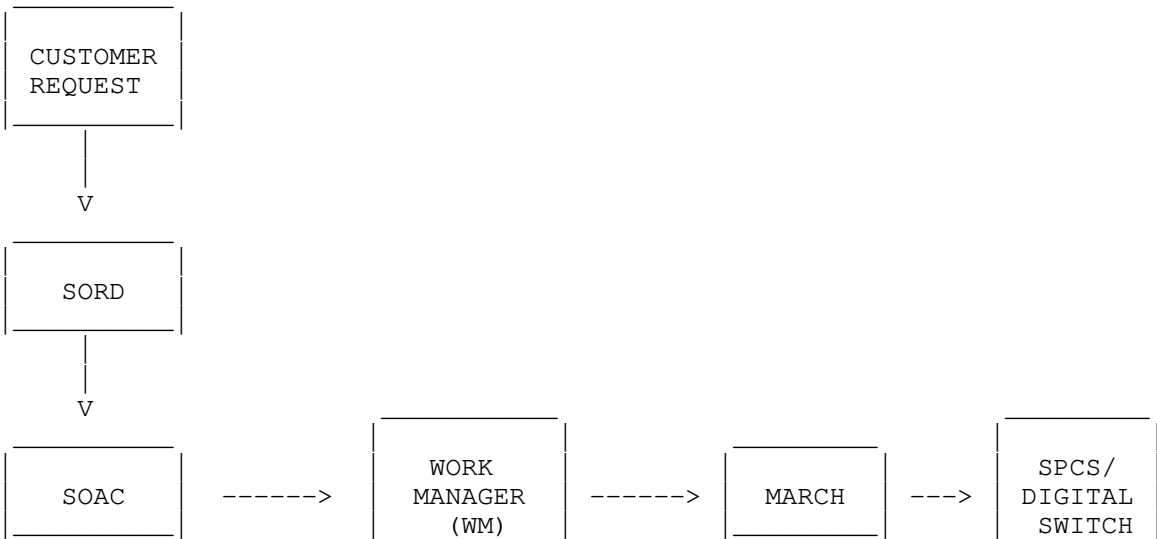 CUSTOMER
REQUEST
V
SORD
V
SOAC ------> WORK MANAGER (WM) ------> MARCH ---> SPCS/ DIGITAL SWITCH